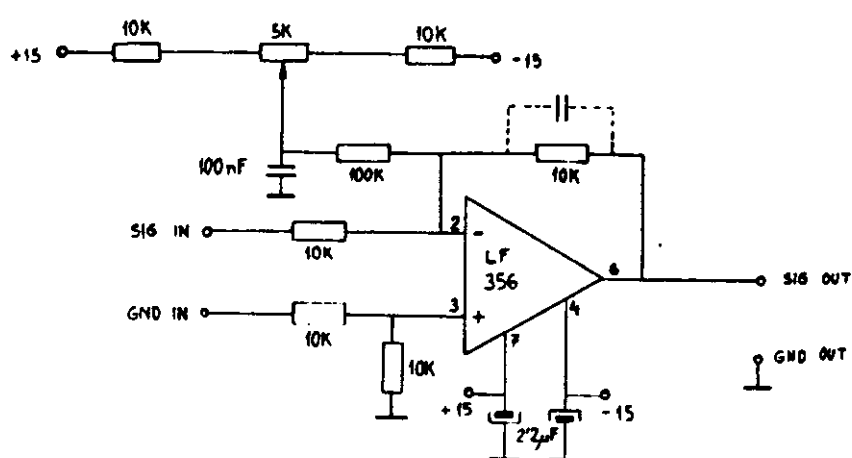 10K
5K
10K
+15
-15
100nF
100K
10K
SIG IN
10K
2
-
LF
356
6
SIG OUT
GND IN
10K
3
+
4
7
10K
GND OUT
+15
-15
2'2µF